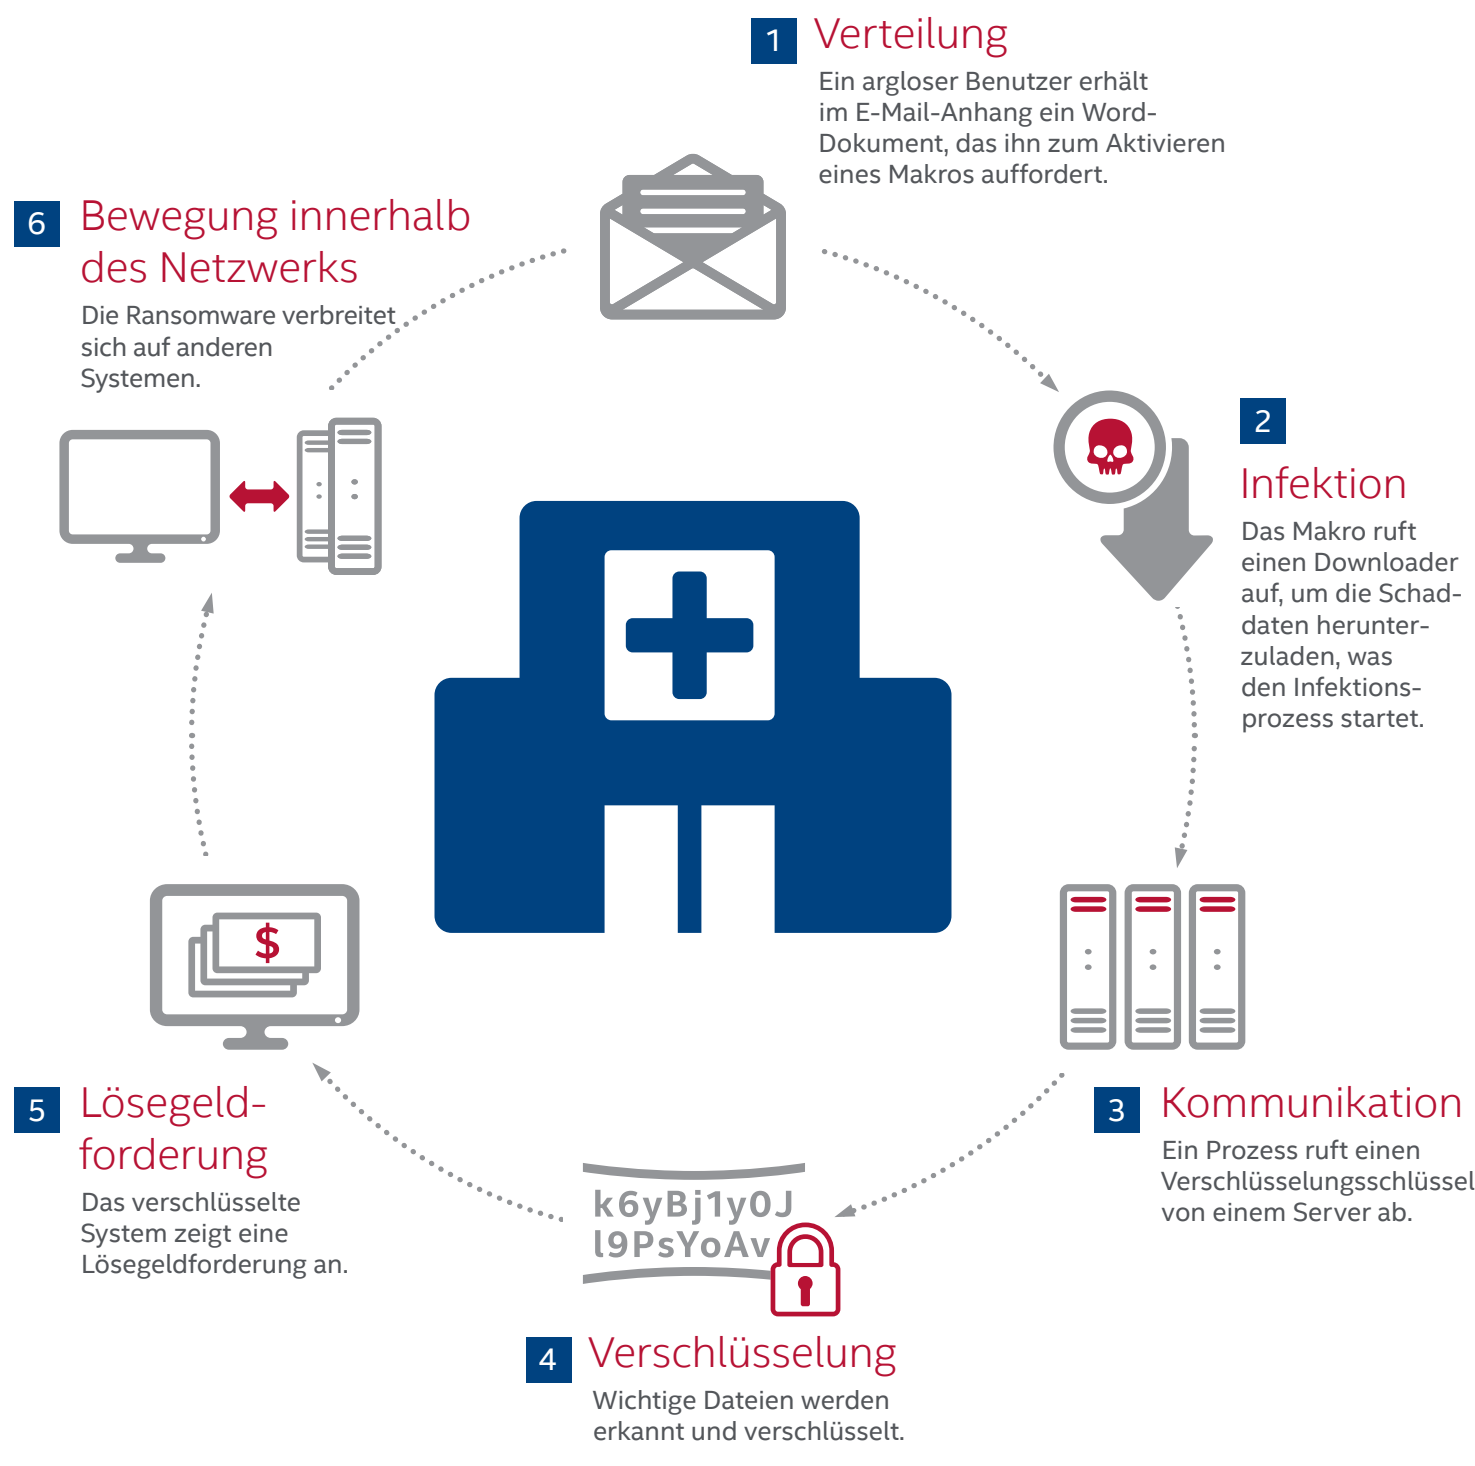 1 Verteilung
Ein argloser Benutzer erhält
im E-Mail-Anhang ein Word-
Dokument, das ihn zum Aktivieren
eines Makros auffordert.
2
Infektion
Das Makro ruft
einen Downloader
auf, um die Schad-
daten herunter-
zuladen, was
den Infektions-
prozess startet.
3 Kommunikation
Ein Prozess ruft einen
Verschlüsselungsschlüssel
von einem Server ab.
k6yBj1y0J
l9PsYoAv
4 Verschlüsselung
Wichtige Dateien werden
erkannt und verschlüsselt.
$
5 Lösegeld-
forderung
Das verschlüsselte
System zeigt eine
Lösegeldforderung an.
6 Bewegung innerhalb
des Netzwerks
Die Ransomware verbreitet
sich auf anderen
Systemen.